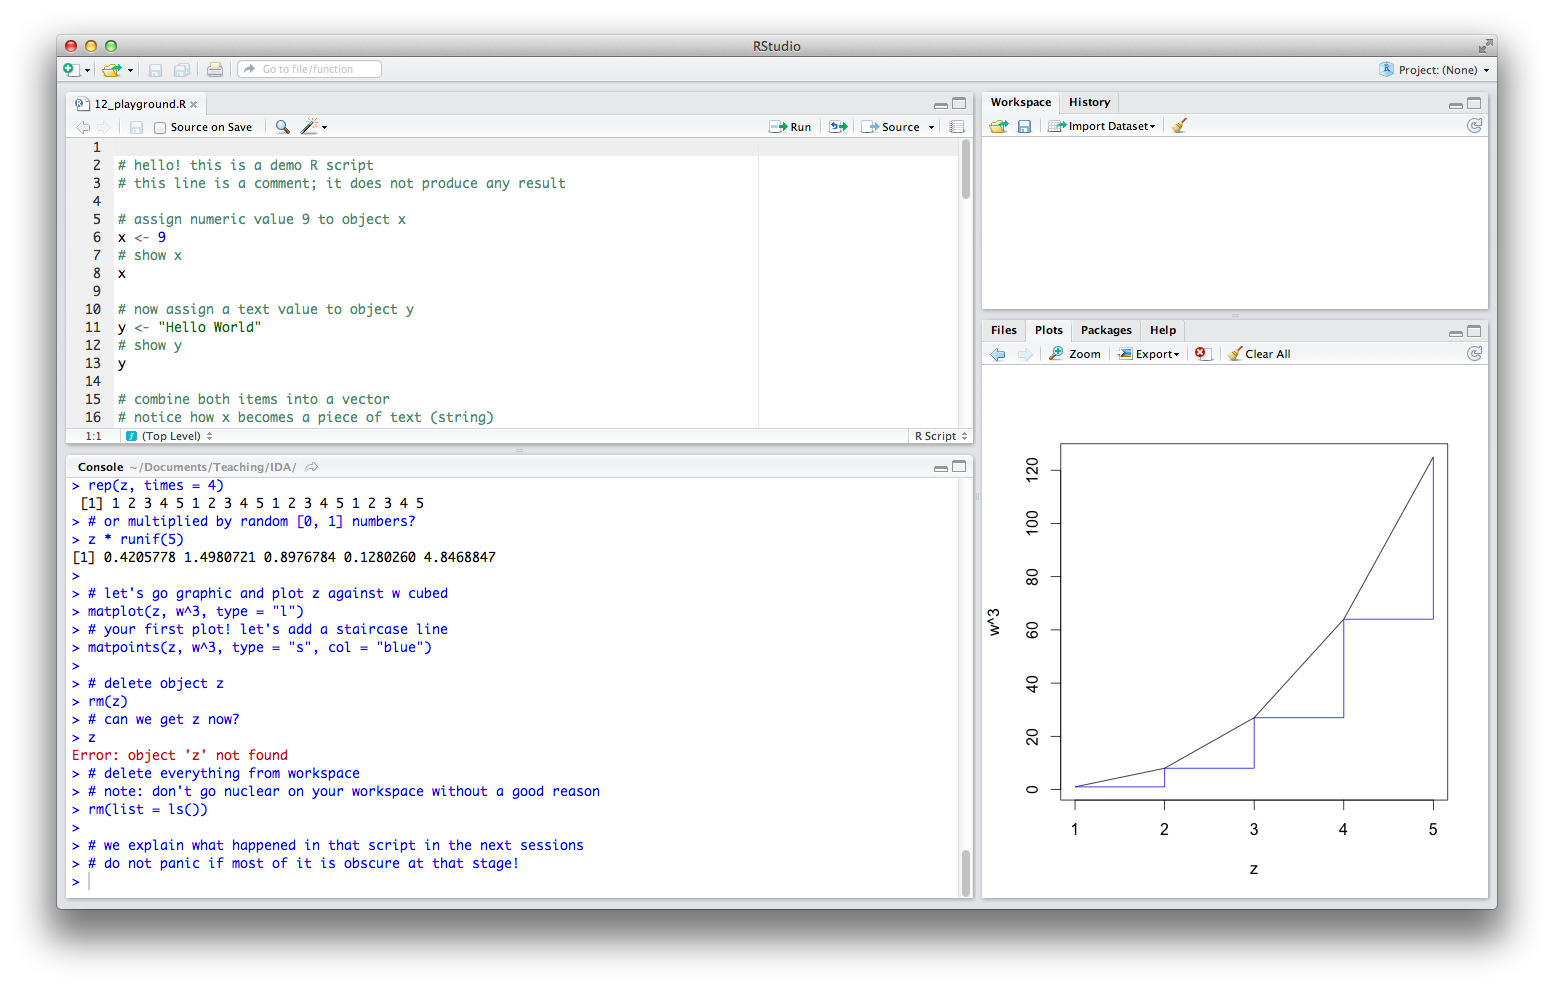 RStudio
Go to file/function
Project: (None)
12_playground.R
Source on Save
Run
Source
1
2 # hello! this is a demo R script
3 # this line is a comment; it does not produce any result
4
5 # assign numeric value 9 to object x
6 x <- 9
7 # show x
8 x
9
10 # now assign a text value to object y
11 y <- "Hello World"
12 # show y
13 y
14
15 # combine both items into a vector
16 # notice how x becomes a piece of text (string)
1:1 (Top Level) R Script
Console ~/Documents/Teaching/IDA/
> rep(z, times = 4)
[1] 1 2 3 4 5 1 2 3 4 5 1 2 3 4 5 1 2 3 4 5
> # or multiplied by random [0, 1] numbers?
> z * runif(5)
[1] 0.4205778 1.4980721 0.8976784 0.1280260 4.8468847
>
> # let's go graphic and plot z against w cubed
> matplot(z, w^3, type = "l")
> # your first plot! let's add a staircase line
> matpoints(z, w^3, type = "s", col = "blue")
>
> # delete object z
> rm(z)
> # can we get z now?
> z
Error: object 'z' not found
> # delete everything from workspace
> # note: don't go nuclear on your workspace without a good reason
> rm(list = ls())
>
> # we explain what happened in that script in the next sessions
> # do not panic if most of it is obscure at that stage!
>
Workspace History
Import Dataset
Files Plots Packages Help
Zoom Export Clear All
120
100
80
60
40
20
0
w^3
1 2 3 4 5
z